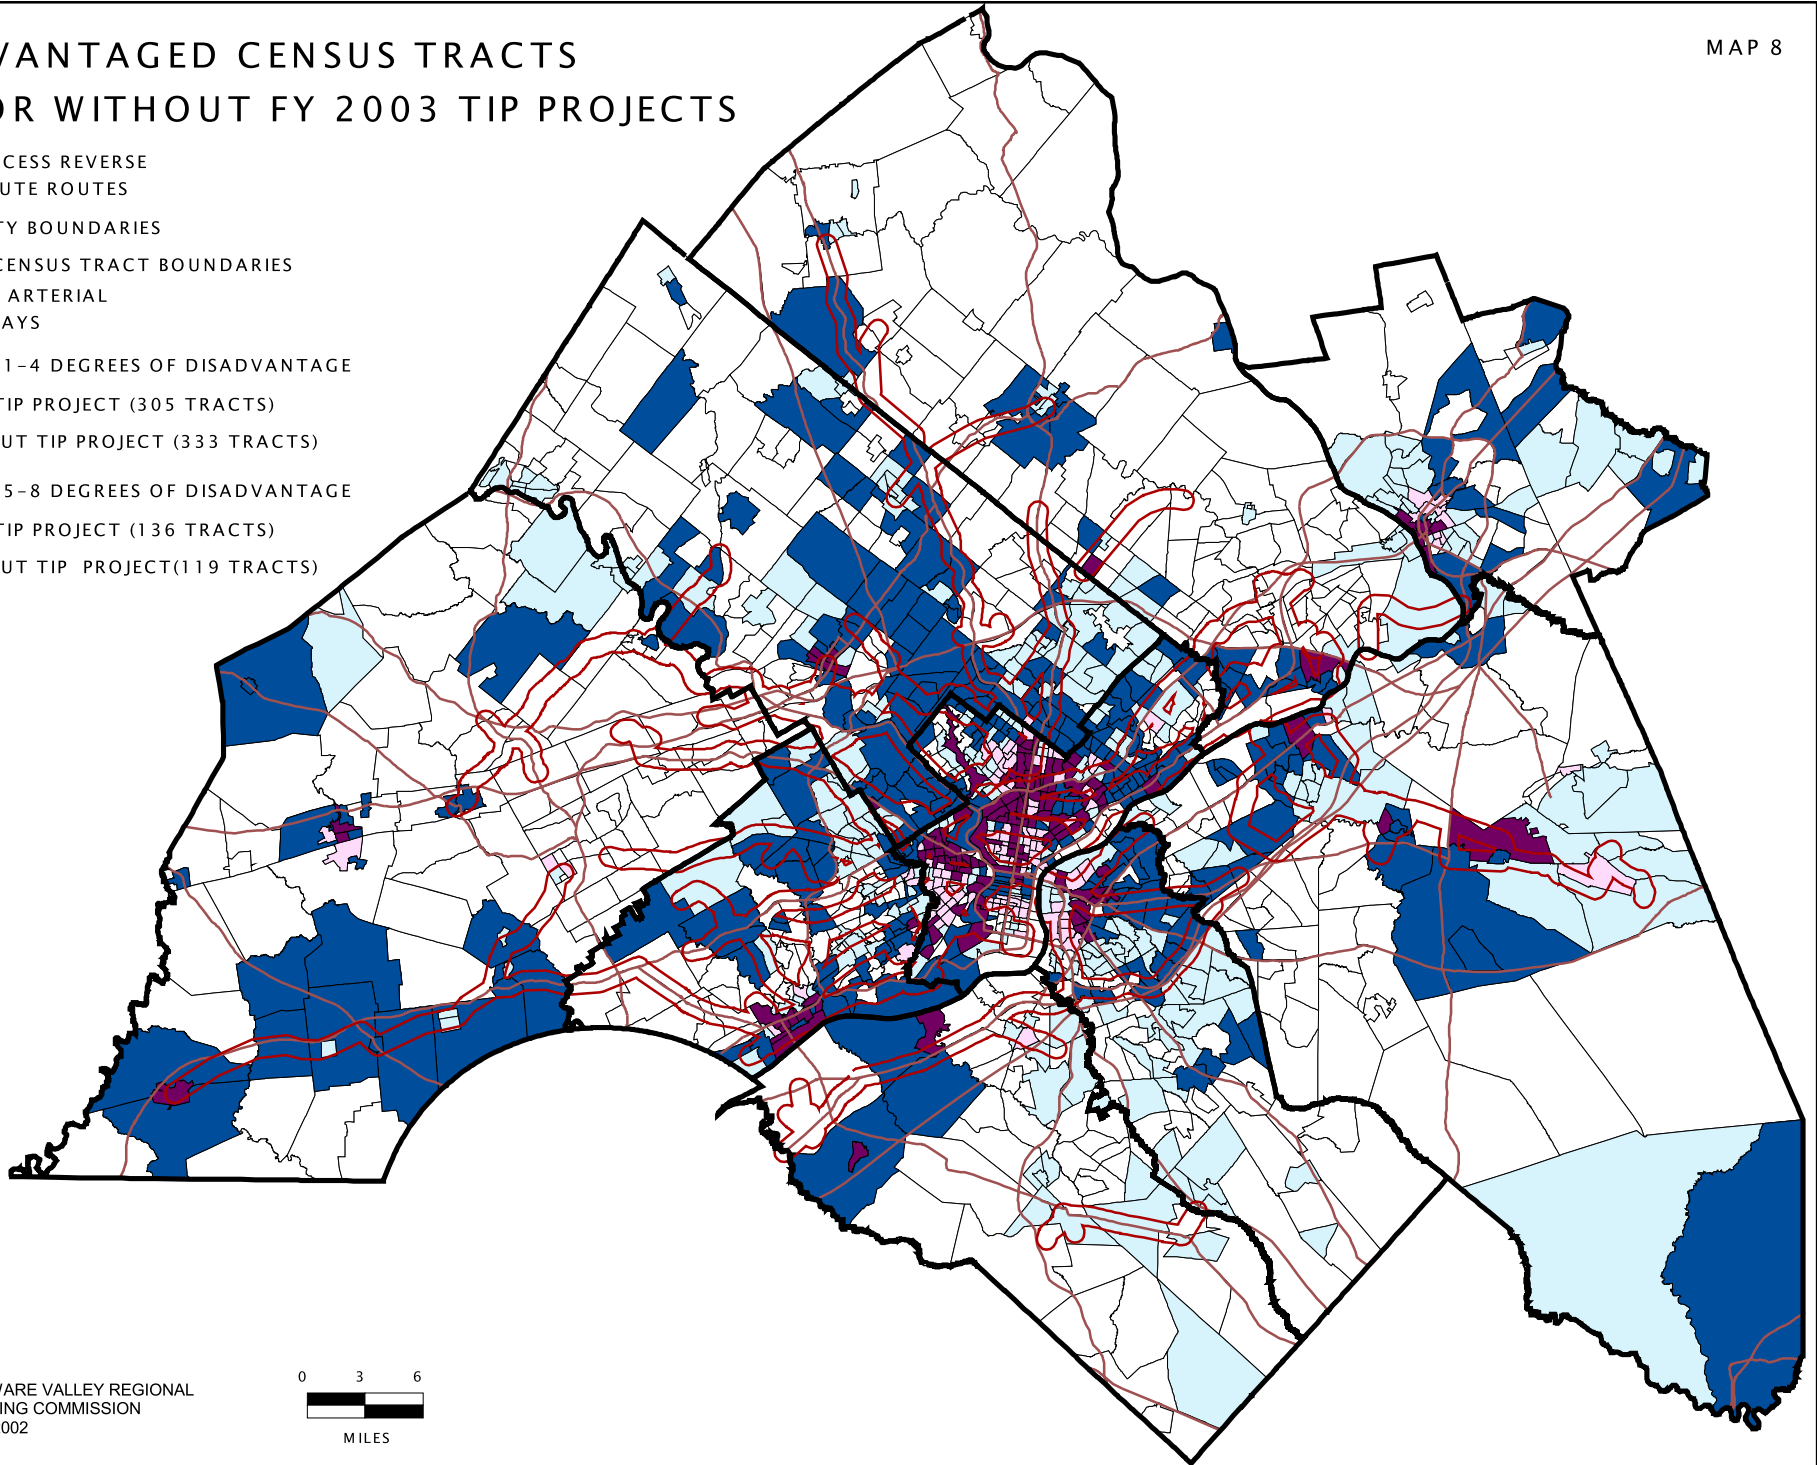 VANTAGED CENSUS TRACTS
OR WITHOUT FY 2003 TIP PROJECTS
MAP 8
CESS REVERSE
UTE ROUTES
TY BOUNDARIES
CENSUS TRACT BOUNDARIES
ARTERIAL
AYS
1-4 DEGREES OF DISADVANTAGE
TIP PROJECT (305 TRACTS)
UT TIP PROJECT (333 TRACTS)
5-8 DEGREES OF DISADVANTAGE
TIP PROJECT (136 TRACTS)
UT TIP PROJECT(119 TRACTS)
WARE VALLEY REGIONAL
ING COMMISSION
002
0 3 6
MILES